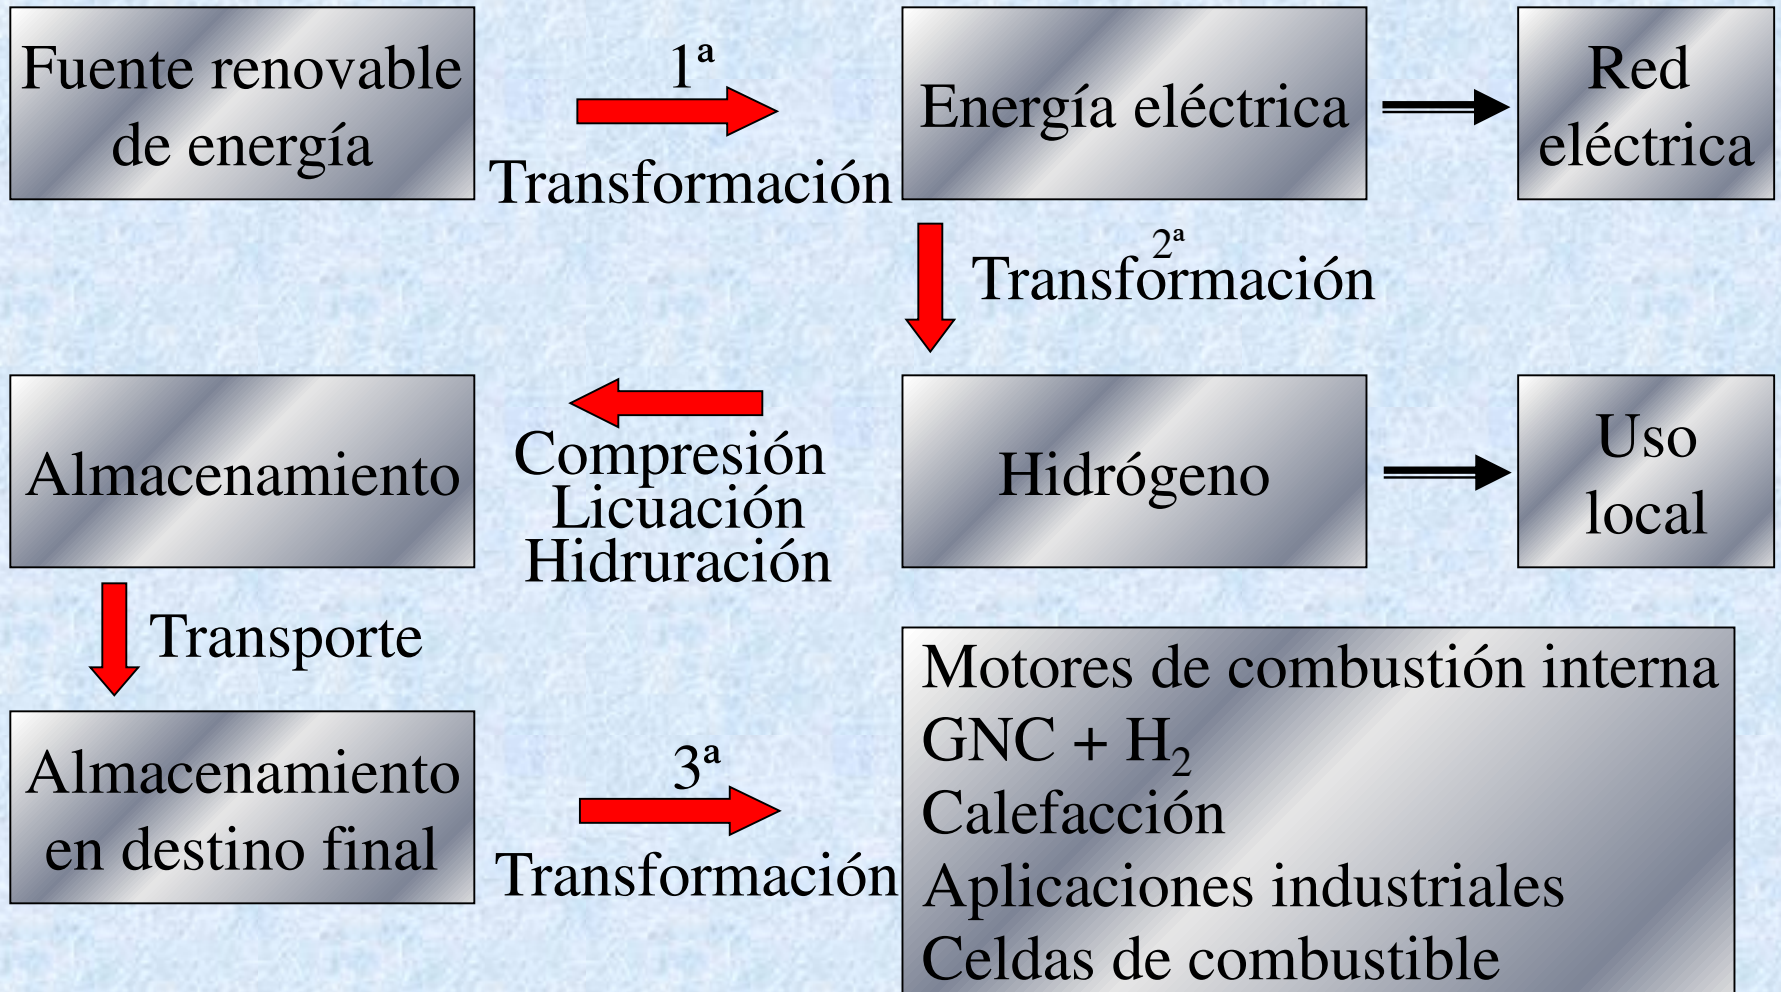 Fuente renovable
de energía
1ª
Transformación
Energía eléctrica
Red
eléctrica
2ª
Transformación
Almacenamiento
Compresión
Licuación
Hidruración
Hidrógeno
Uso
local
Transporte
Almacenamiento
en destino final
3ª
Transformación
Motores de combustión interna
GNC + H₂
Calefacción
Aplicaciones industriales
Celdas de combustible